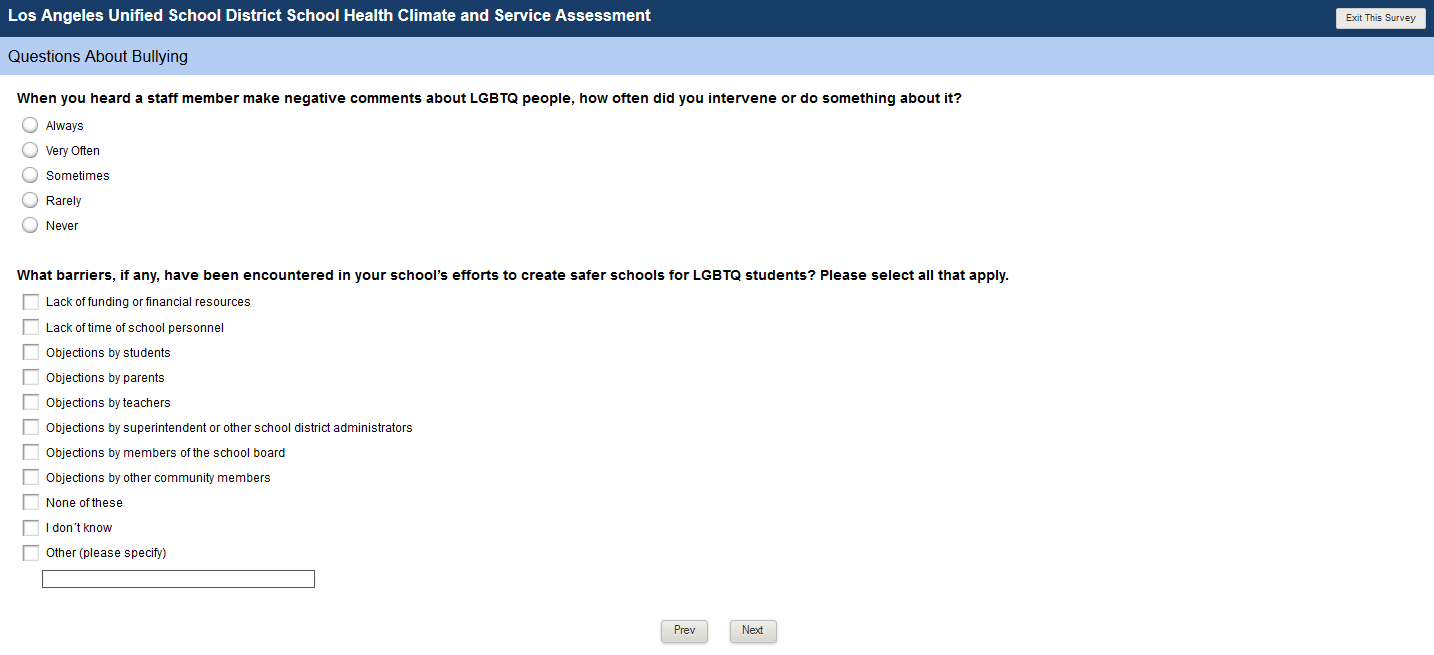 Los Angeles Unified School District School Health Climate and Service Assessment
Exit This Survey
Questions About Bullying
When you heard a staff member make negative comments about LGBTQ people, how often did you intervene or do something about it?
Always
Very Often
Sometimes
Rarely
Never
What barriers, if any, have been encountered in your school’s efforts to create safer schools for LGBTQ students? Please select all that apply.
Lack of funding or financial resources
Lack of time of school personnel
Objections by students
Objections by parents
Objections by teachers
Objections by superintendent or other school district administrators
Objections by members of the school board
Objections by other community members
None of these
I don´t know
Other (please specify)
Prev Next